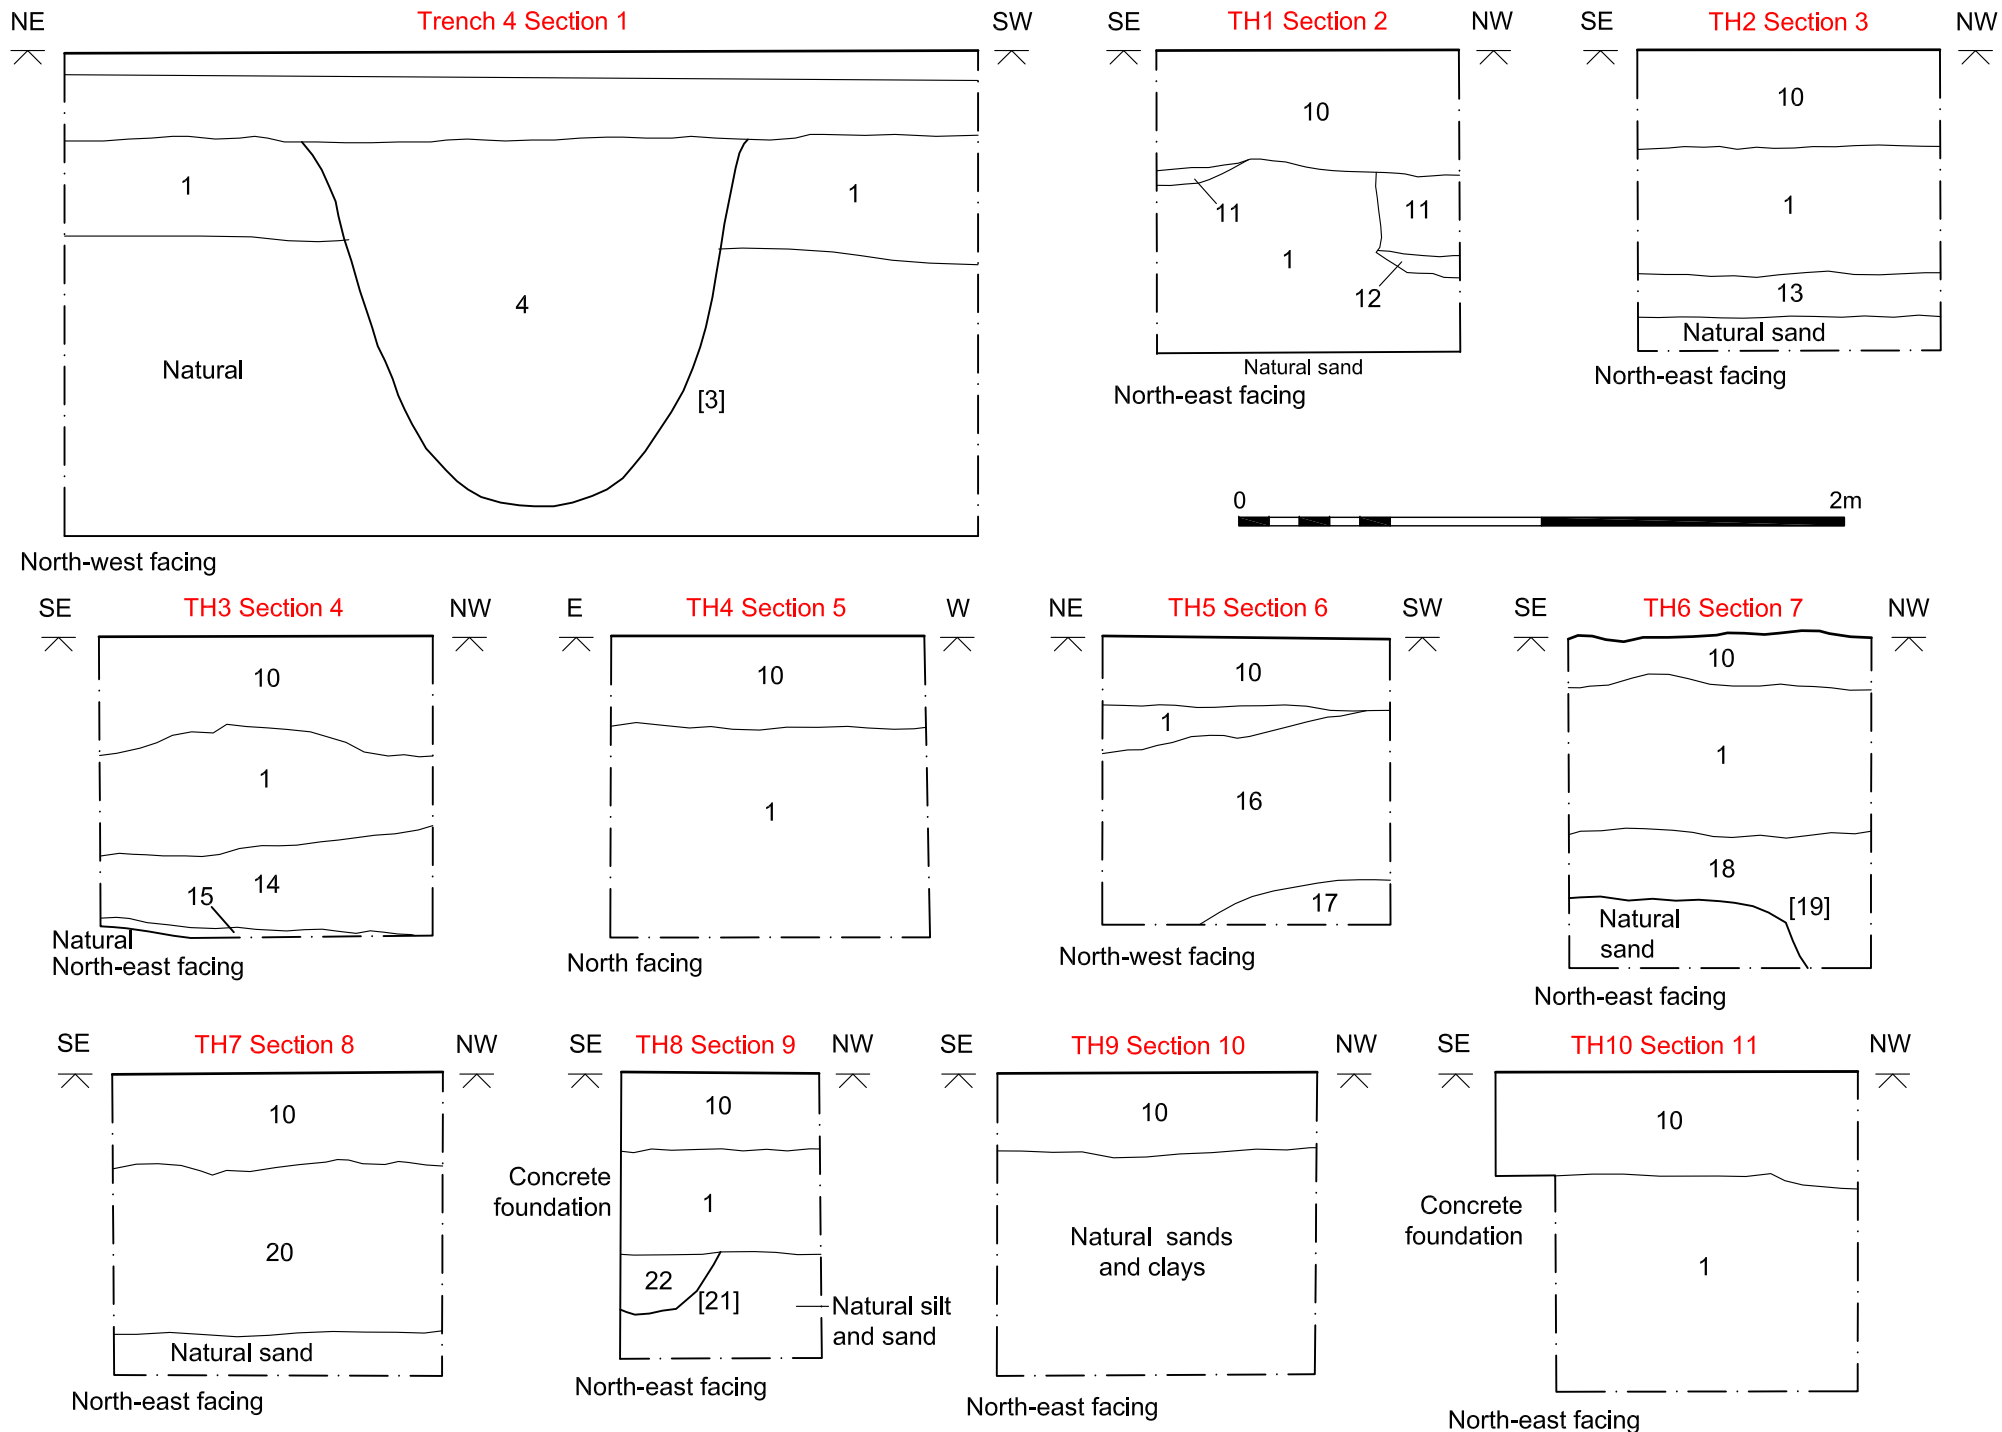 NE Trench 4 Section 1 SW
1
1
4
Natural
[3]
North-west facing
SE TH1 Section 2 NW
10
11
11
1
12
Natural sand
North-east facing
SE TH2 Section 3 NW
10
1
13
Natural sand
North-east facing
0 2m
SE TH3 Section 4 NW
10
1
14
15
Natural
North-east facing
E TH4 Section 5 W
10
1
North facing
NE TH5 Section 6 SW
10
1
16
17
North-west facing
SE TH6 Section 7 NW
10
1
18
[19]
Natural
sand
North-east facing
SE TH7 Section 8 NW
10
20
Natural sand
North-east facing
SE TH8 Section 9 NW
10
Concrete
foundation
1
22
[21]
Natural silt
and sand
North-east facing
SE TH9 Section 10 NW
10
Natural sands
and clays
North-east facing
SE TH10 Section 11 NW
10
Concrete
foundation
1
North-east facing